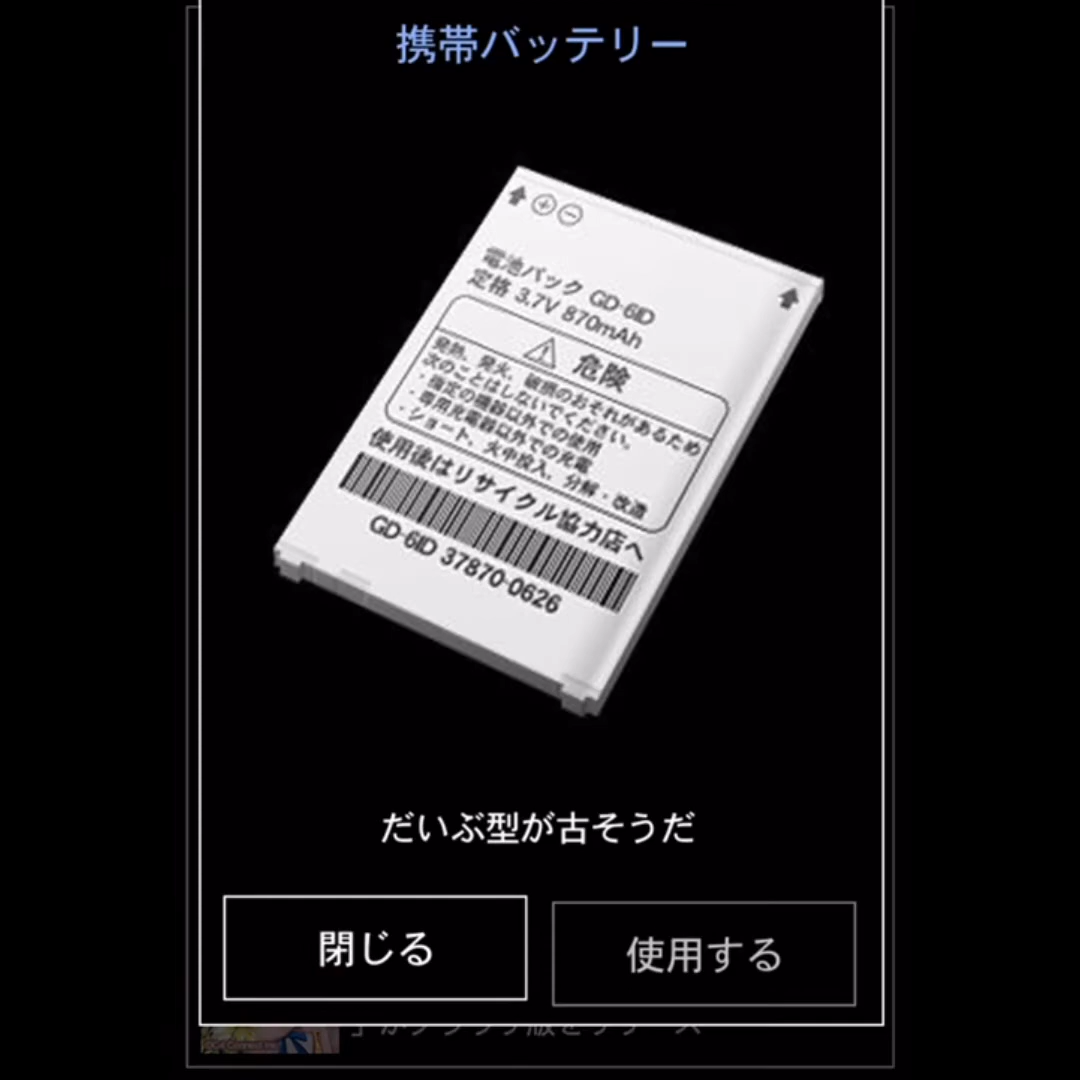 携帯バッテリー
電池パック GD-6ID
定格 3.7V 870mAh
危険
発熱、発火、破損のおそれがあるため
次のことはしないでください。
・指定の機器以外での使用
・専用充電器以外での充電
・ショート、火中投入、分解・改造
使用後はリサイクル協力店へ
GD-6ID 37870-0626
だいぶ型が古そうだ
閉じる
使用する